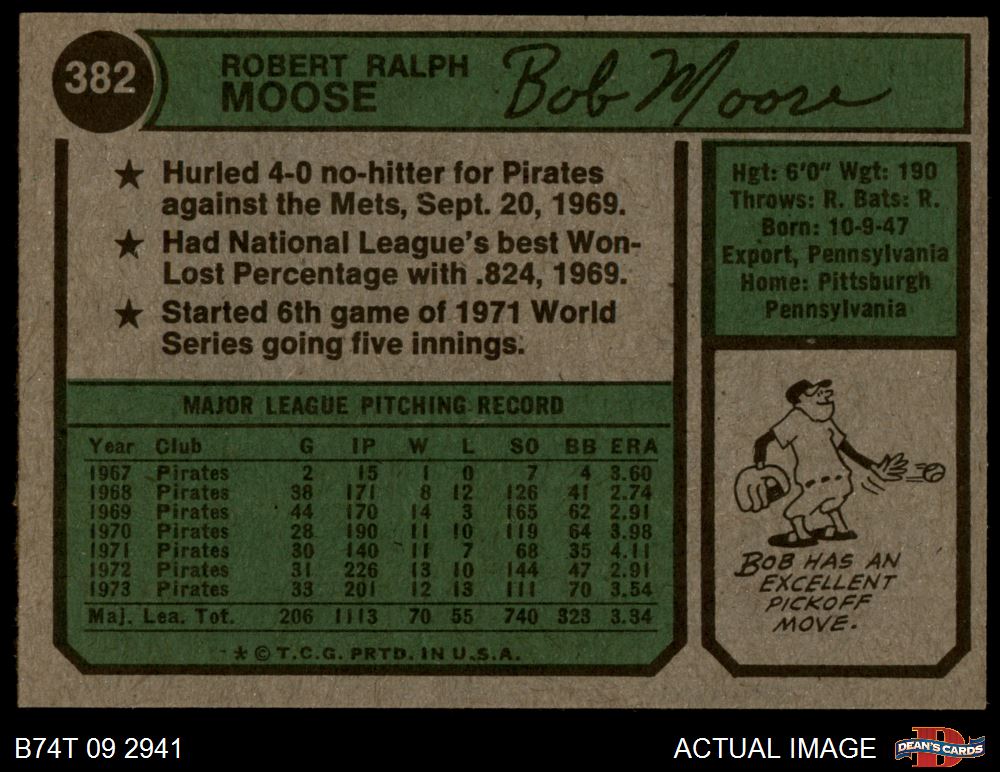 382
ROBERT RALPH
MOOSE
Bob Moose
★ Hurled 4-0 no-hitter for Pirates
against the Mets, Sept. 20, 1969.
★ Had National League's best Won-
Lost Percentage with .824, 1969.
★ Started 6th game of 1971 World
Series going five innings.
Hgt: 6'0" Wgt: 190
Throws: R. Bats: R.
Born: 10-9-47
Export, Pennsylvania
Home: Pittsburgh
Pennsylvania
MAJOR LEAGUE PITCHING RECORD
Year Club G IP W L SO BB ERA
1967 Pirates 2 15 1 0 7 4 3.60
1968 Pirates 38 171 8 12 126 41 2.74
1969 Pirates 44 170 14 3 165 62 2.91
1970 Pirates 28 190 11 10 119 64 3.98
1971 Pirates 30 140 11 7 68 35 4.11
1972 Pirates 31 226 13 10 144 47 2.91
1973 Pirates 33 201 12 13 111 70 3.54
Maj. Lea. Tot. 206 1113 70 55 740 323 3.34
* © T.C.G. PRTD. IN U.S.A.
BOB HAS AN
EXCELLENT
PICKOFF
MOVE.
B74T 09 2941
ACTUAL IMAGE
D
DEAN'S CARDS